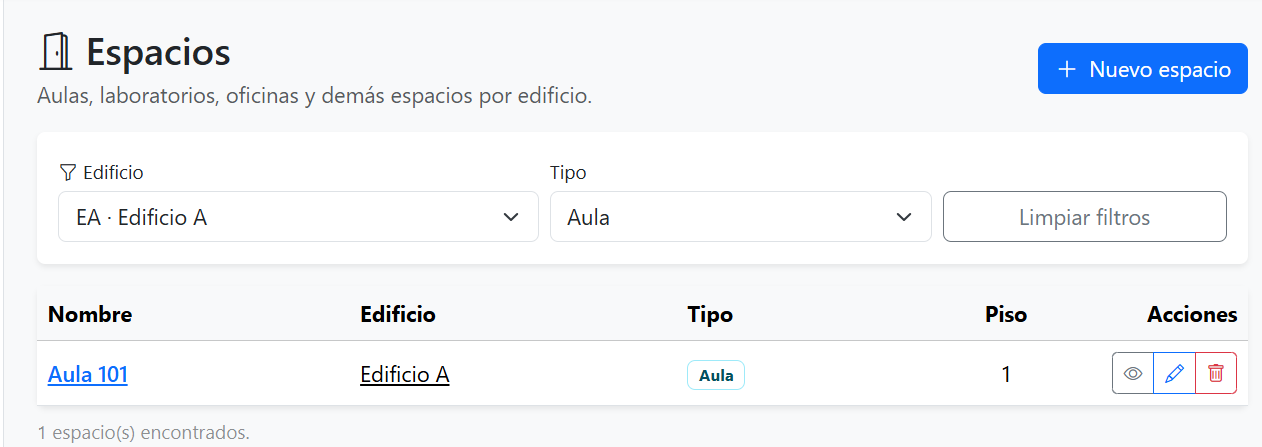 Espacios
Aulas, laboratorios, oficinas y demás espacios por edificio.
+ Nuevo espacio
Edificio
Tipo
EA · Edificio A
Aula
Limpiar filtros
Nombre Edificio Tipo Piso Acciones
Aula 101 Edificio A Aula 1
1 espacio(s) encontrados.